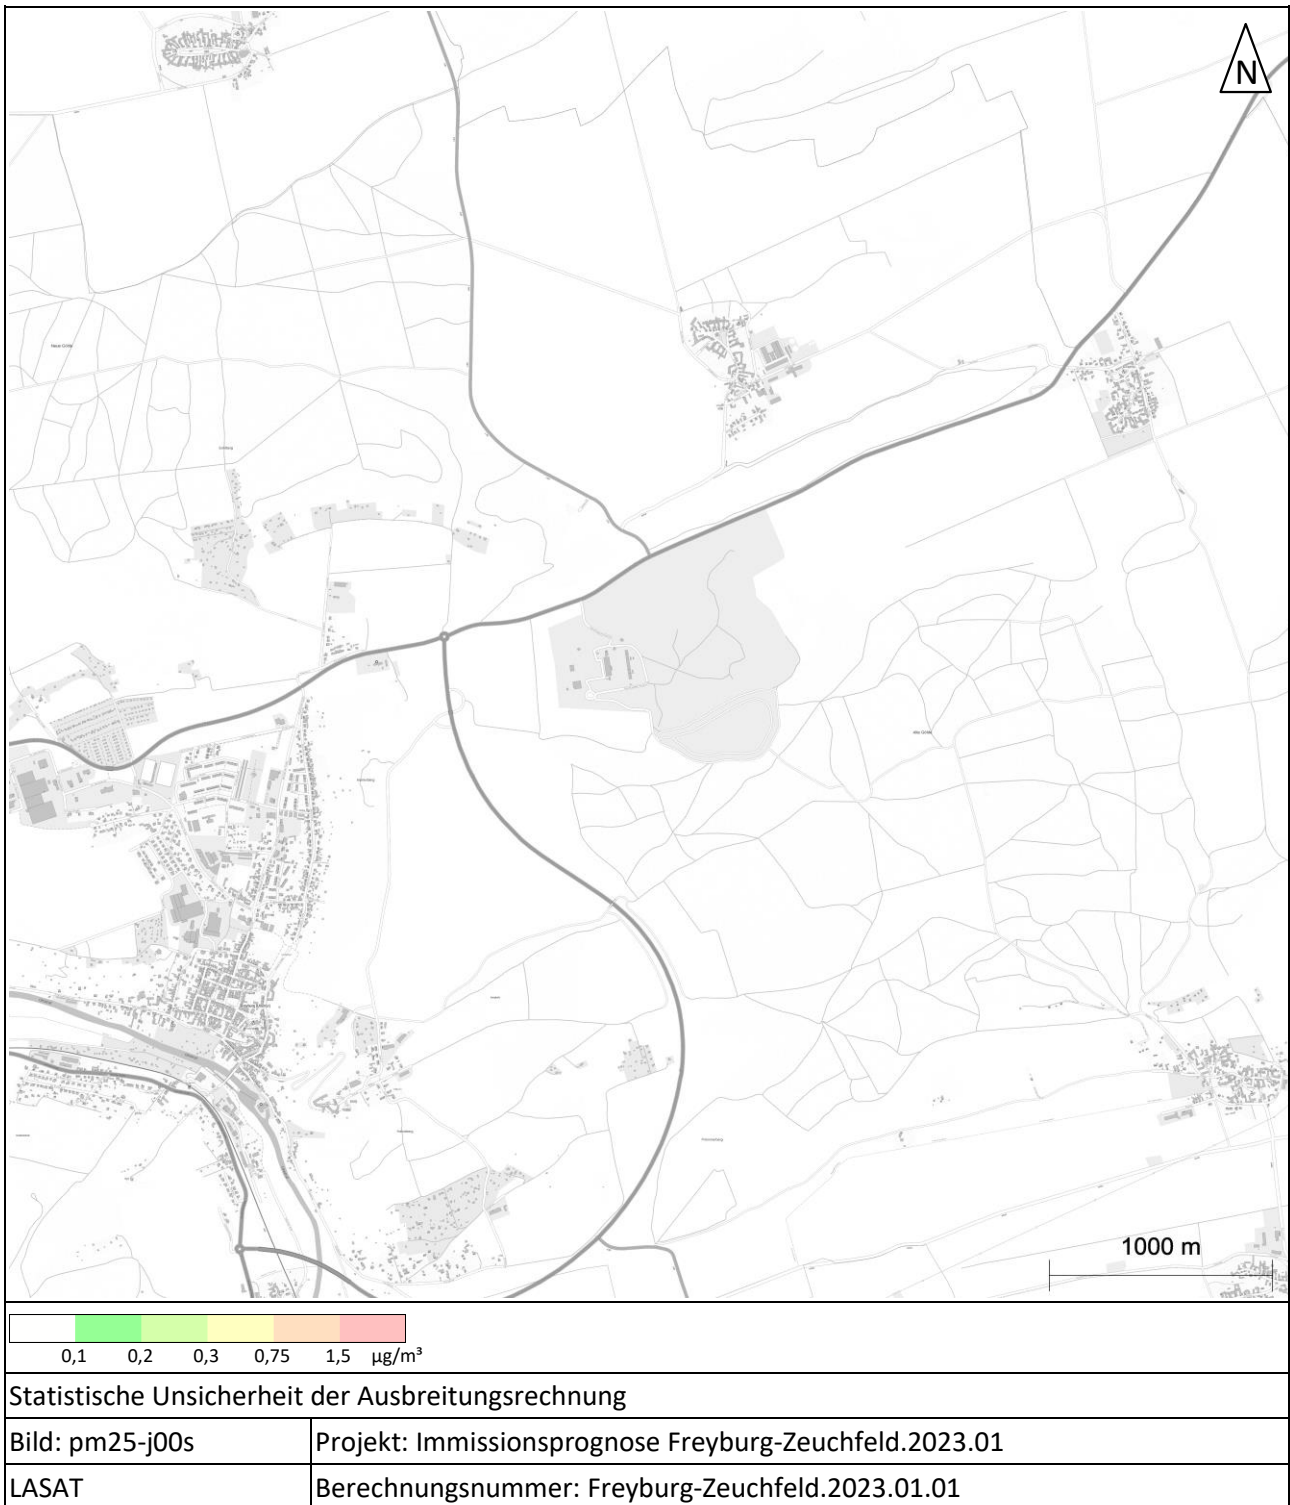 N
1000 m
0,1 0,2 0,3 0,75 1,5 µg/m³
Statistische Unsicherheit der Ausbreitungsrechnung
Bild: pm25-j00s
Projekt: Immissionsprognose Freyburg-Zeuchfeld.2023.01
LASAT
Berechnungsnummer: Freyburg-Zeuchfeld.2023.01.01